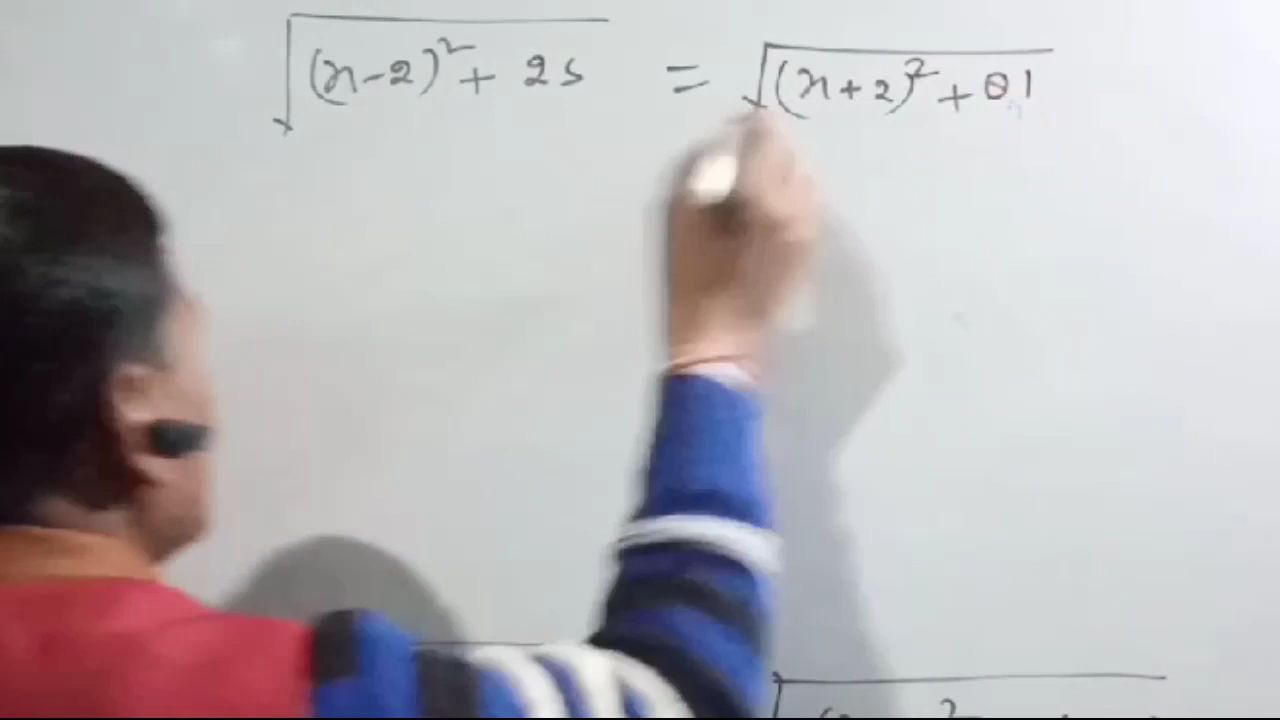 √(x-2)² + 25 = √(x+2)² + 81